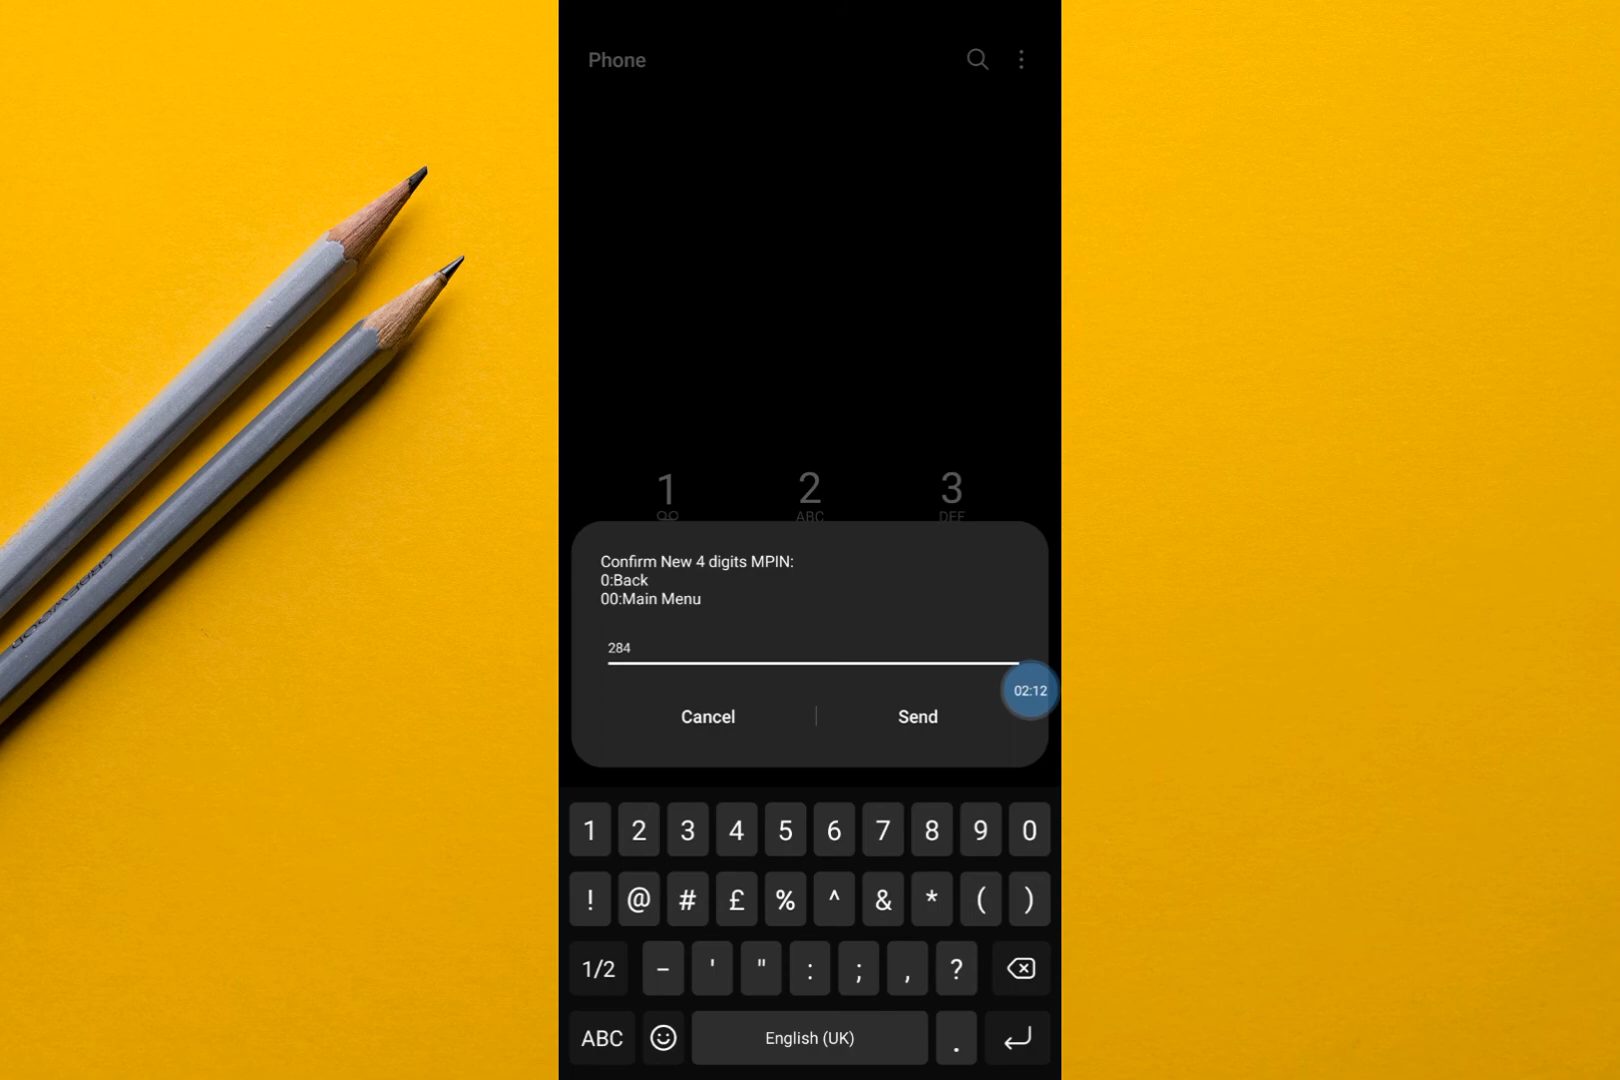 Phone
1
2
3
ABC
DEF
Confirm New 4 digits MPIN:
0:Back
00:Main Menu
284
02:12
Cancel
Send
1 2 3 4 5 6 7 8 9 0
! @ # £ % ^ & * ( )
1/2 - ' " : ; , ?
ABC English (UK) .